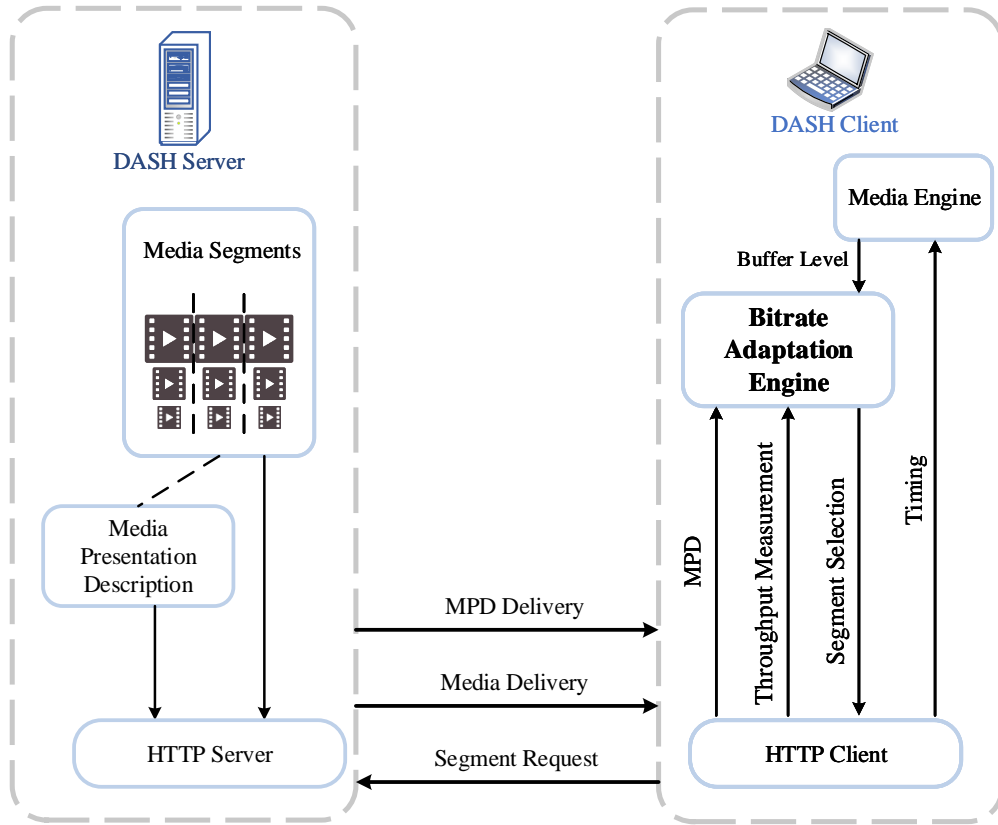 DASH Server
Media Segments
Media
Presentation
Description
HTTP Server
MPD Delivery
Media Delivery
Segment Request
DASH Client
Media Engine
Buffer Level
Bitrate
Adaptation
Engine
MPD
Throughput Measurement
Segment Selection
Timing
HTTP Client